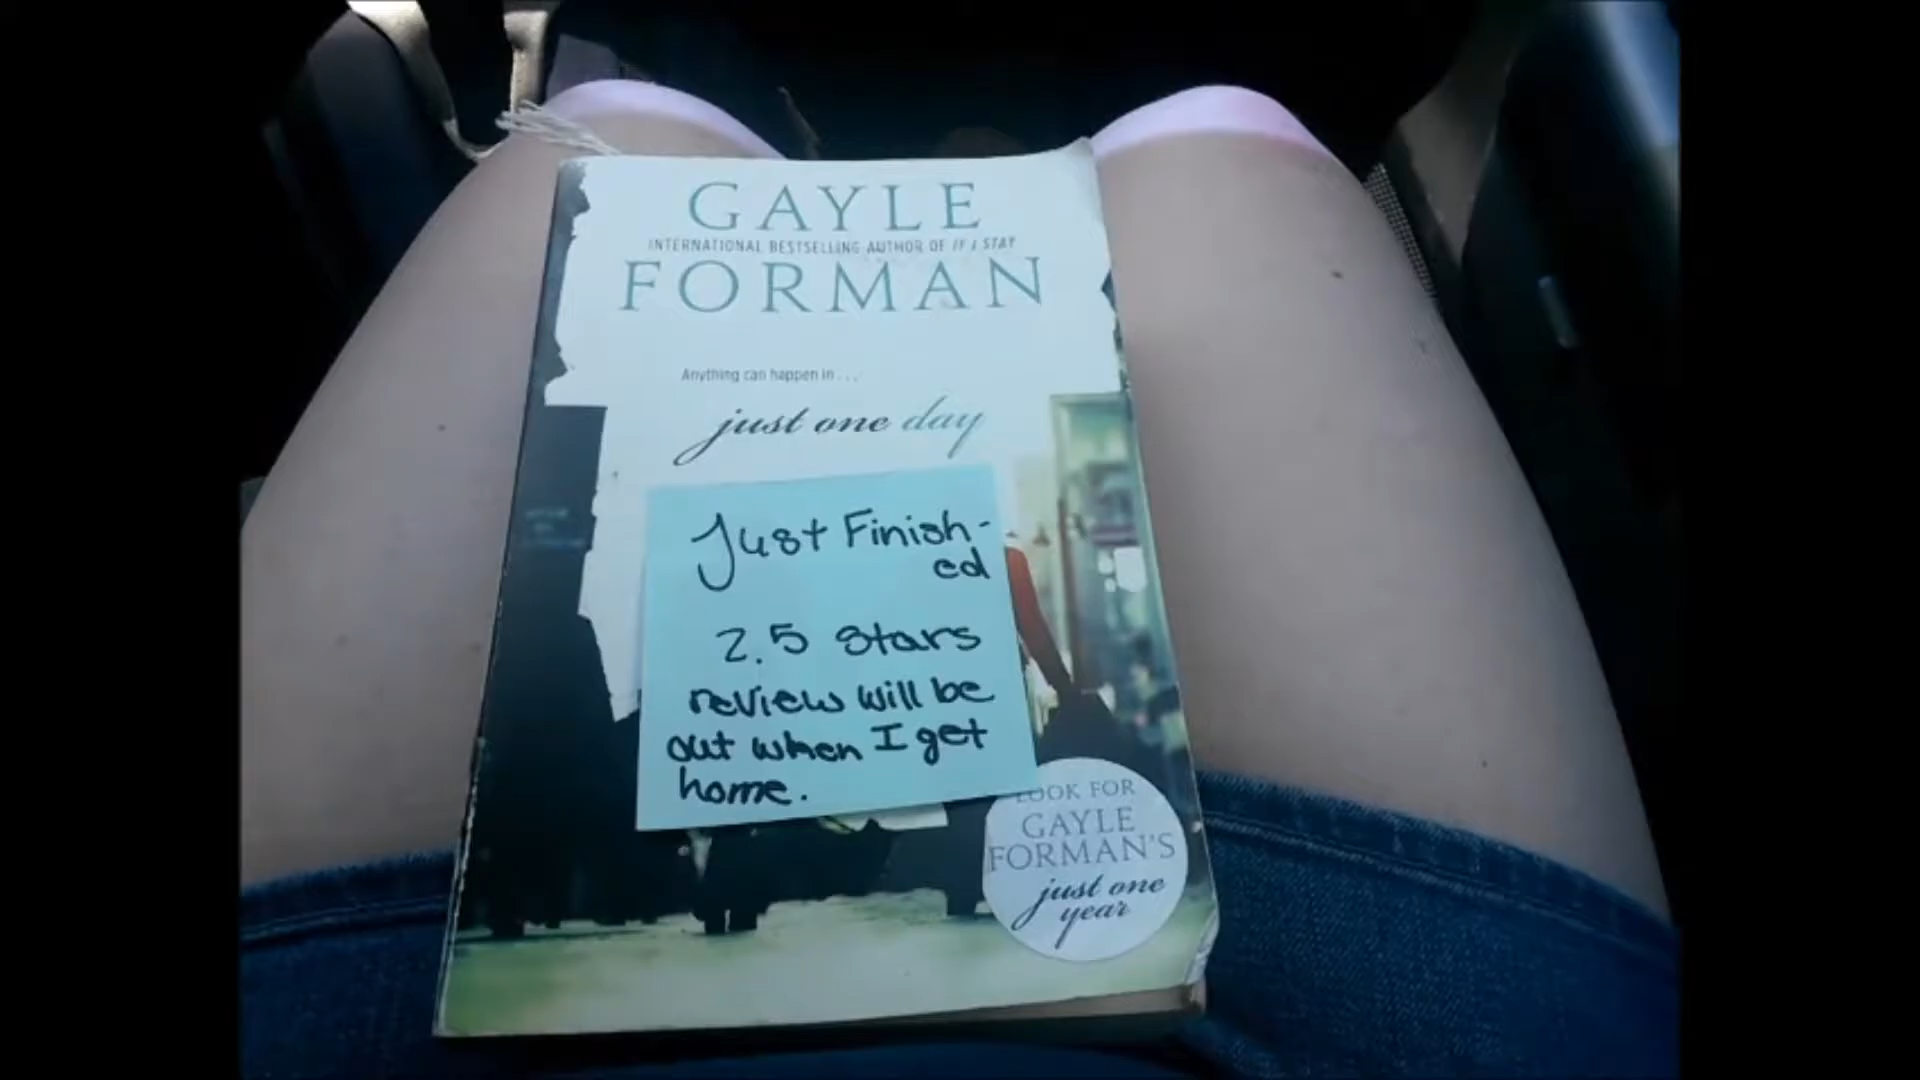 GAYLE
INTERNATIONAL BESTSELLING AUTHOR OF IF I STAY
FORMAN
Anything can happen in . . .
just one day
Just Finish-
ed
2.5 stars
review will be
out when I get
home.
LOOK FOR
GAYLE
FORMAN'S
just one
year